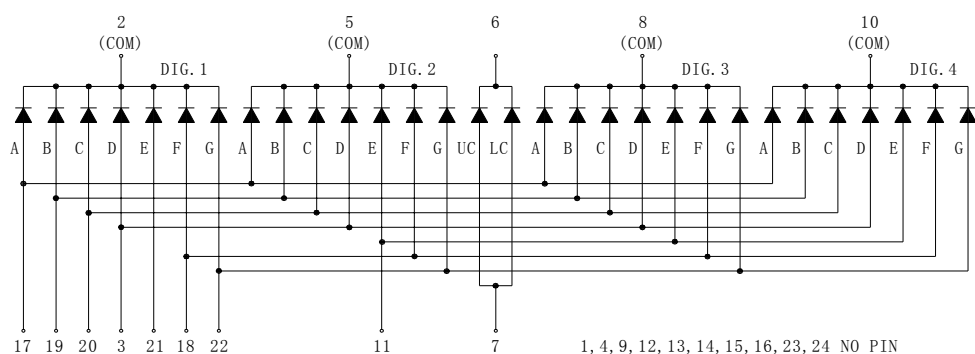 2 5 6 8 10
(COM) (COM) (COM) (COM)
DIG.1 DIG.2 DIG.3 DIG.4
A B C D E F G A B C D E F G UC LC A B C D E F G A B C D E F G
17 19 20 3 21 18 22 11 7 1,4,9,12,13,14,15,16,23,24 NO PIN